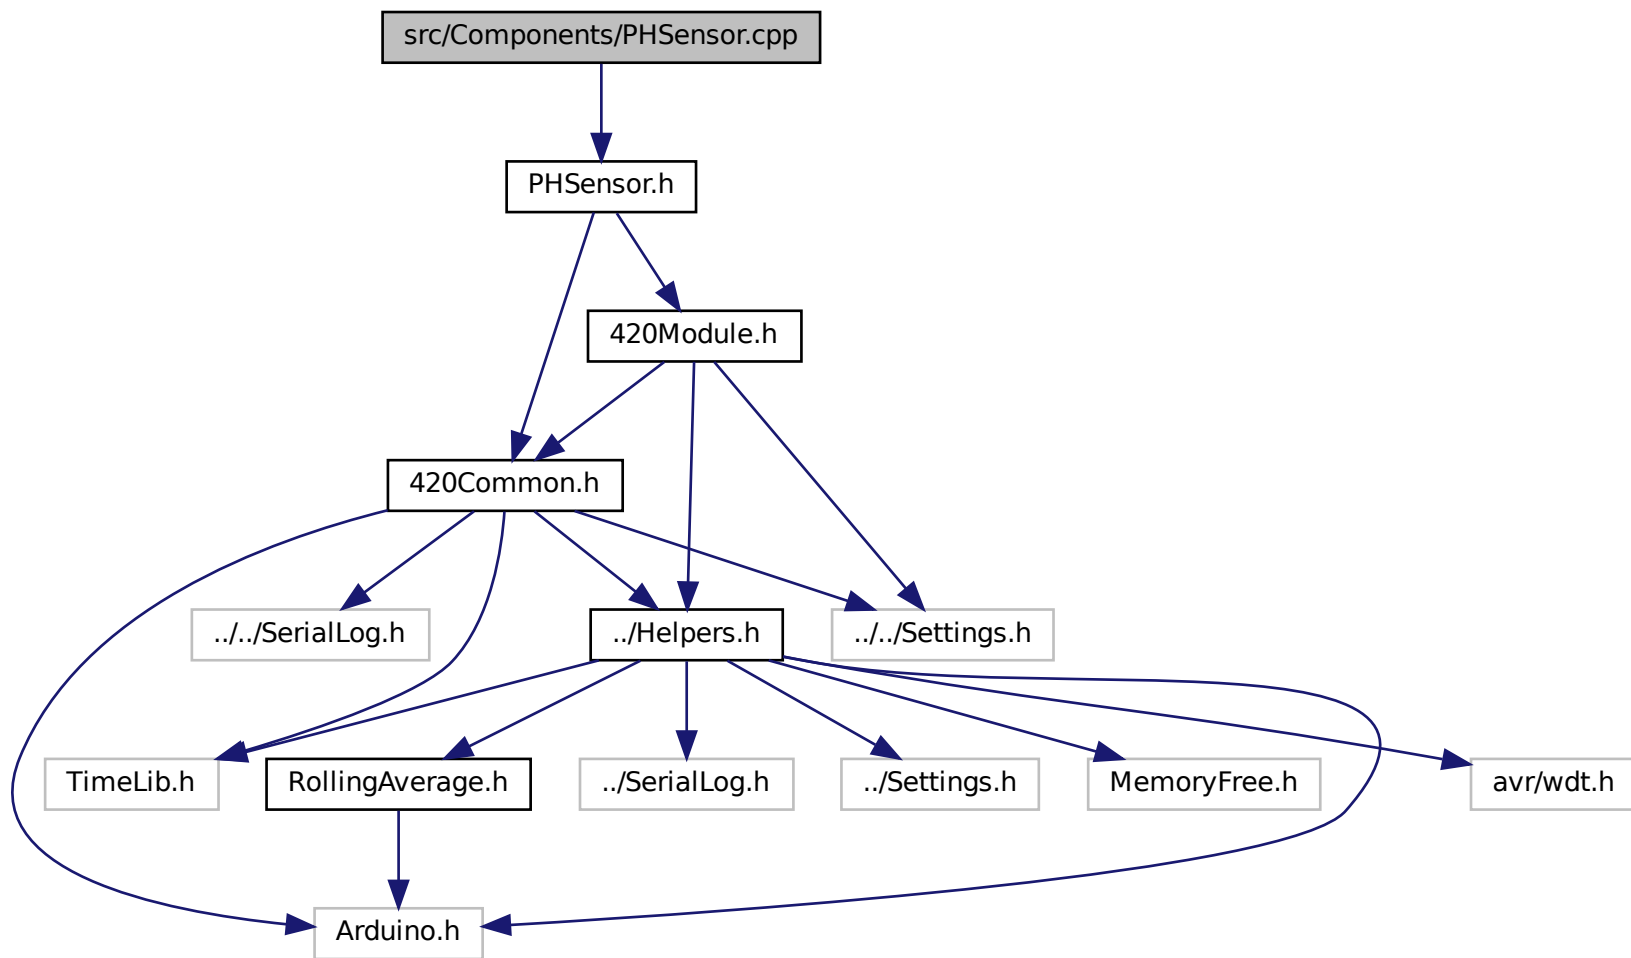 src/Components/PHSensor.cpp
PHSensor.h
420Module.h
420Common.h
../../SerialLog.h
../Helpers.h
../../Settings.h
TimeLib.h
RollingAverage.h
../SerialLog.h
../Settings.h
MemoryFree.h
avr/wdt.h
Arduino.h